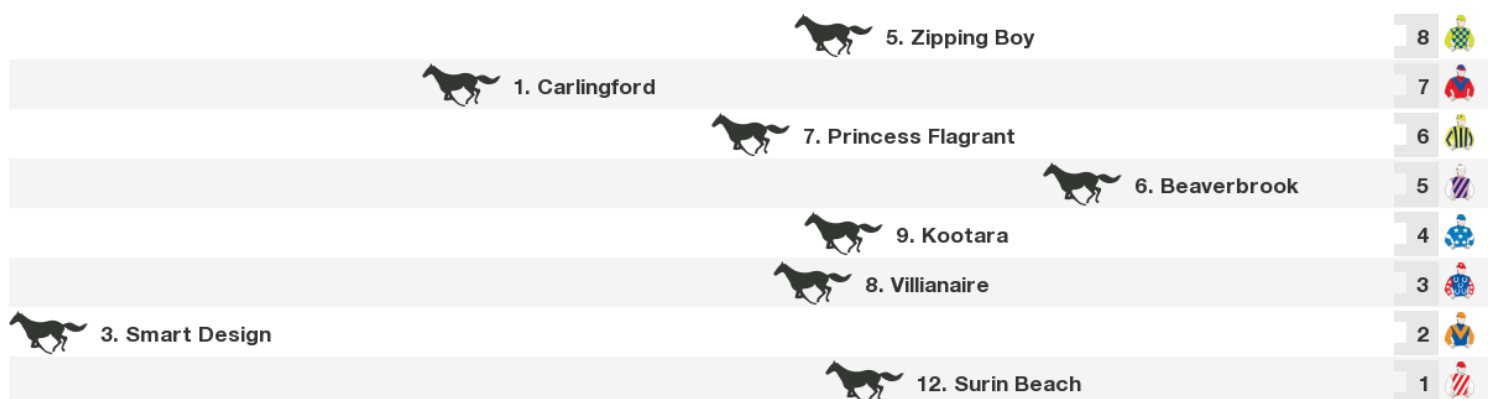 5. Zipping Boy 8
1. Carlingford 7
7. Princess Flagrant 6
6. Beaverbrook 5
9. Kootara 4
8. Villianaire 3
3. Smart Design 2
12. Surin Beach 1